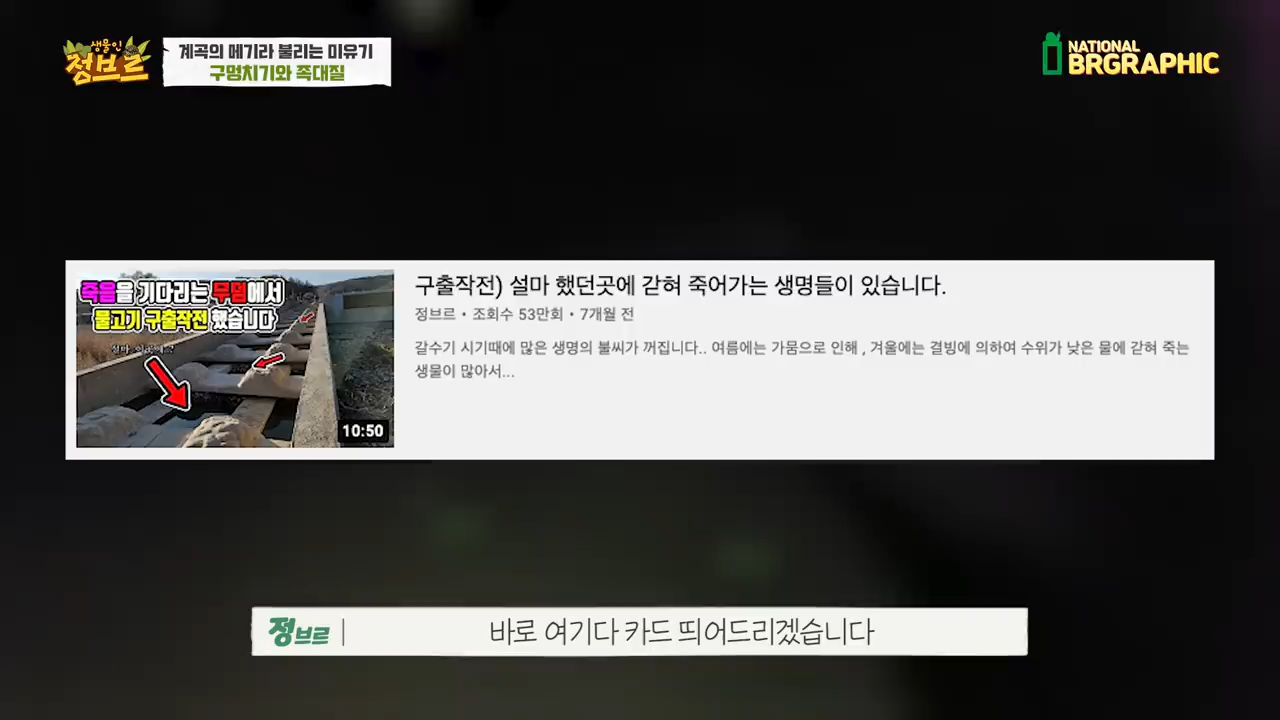 생물인
정브르
계곡의 메기라 불리는 미유기
구멍치기와 족대질
NATIONAL
BRGRAPHIC
죽음을 기다리는 무덤에서
물고기 구출작전 했습니다
설마 이곳에..?
10:50
구출작전) 설마 했던곳에 갇혀 죽어가는 생명들이 있습니다.
정브르 • 조회수 53만회 • 7개월 전
갈수기 시기때에 많은 생명의 불씨가 꺼집니다.. 여름에는 가뭄으로 인해 , 겨울에는 결빙에 의하여 수위가 낮은 물에 갇혀 죽는
생물이 많아서...
정브르 | 바로 여기다 카드 띄어드리겠습니다